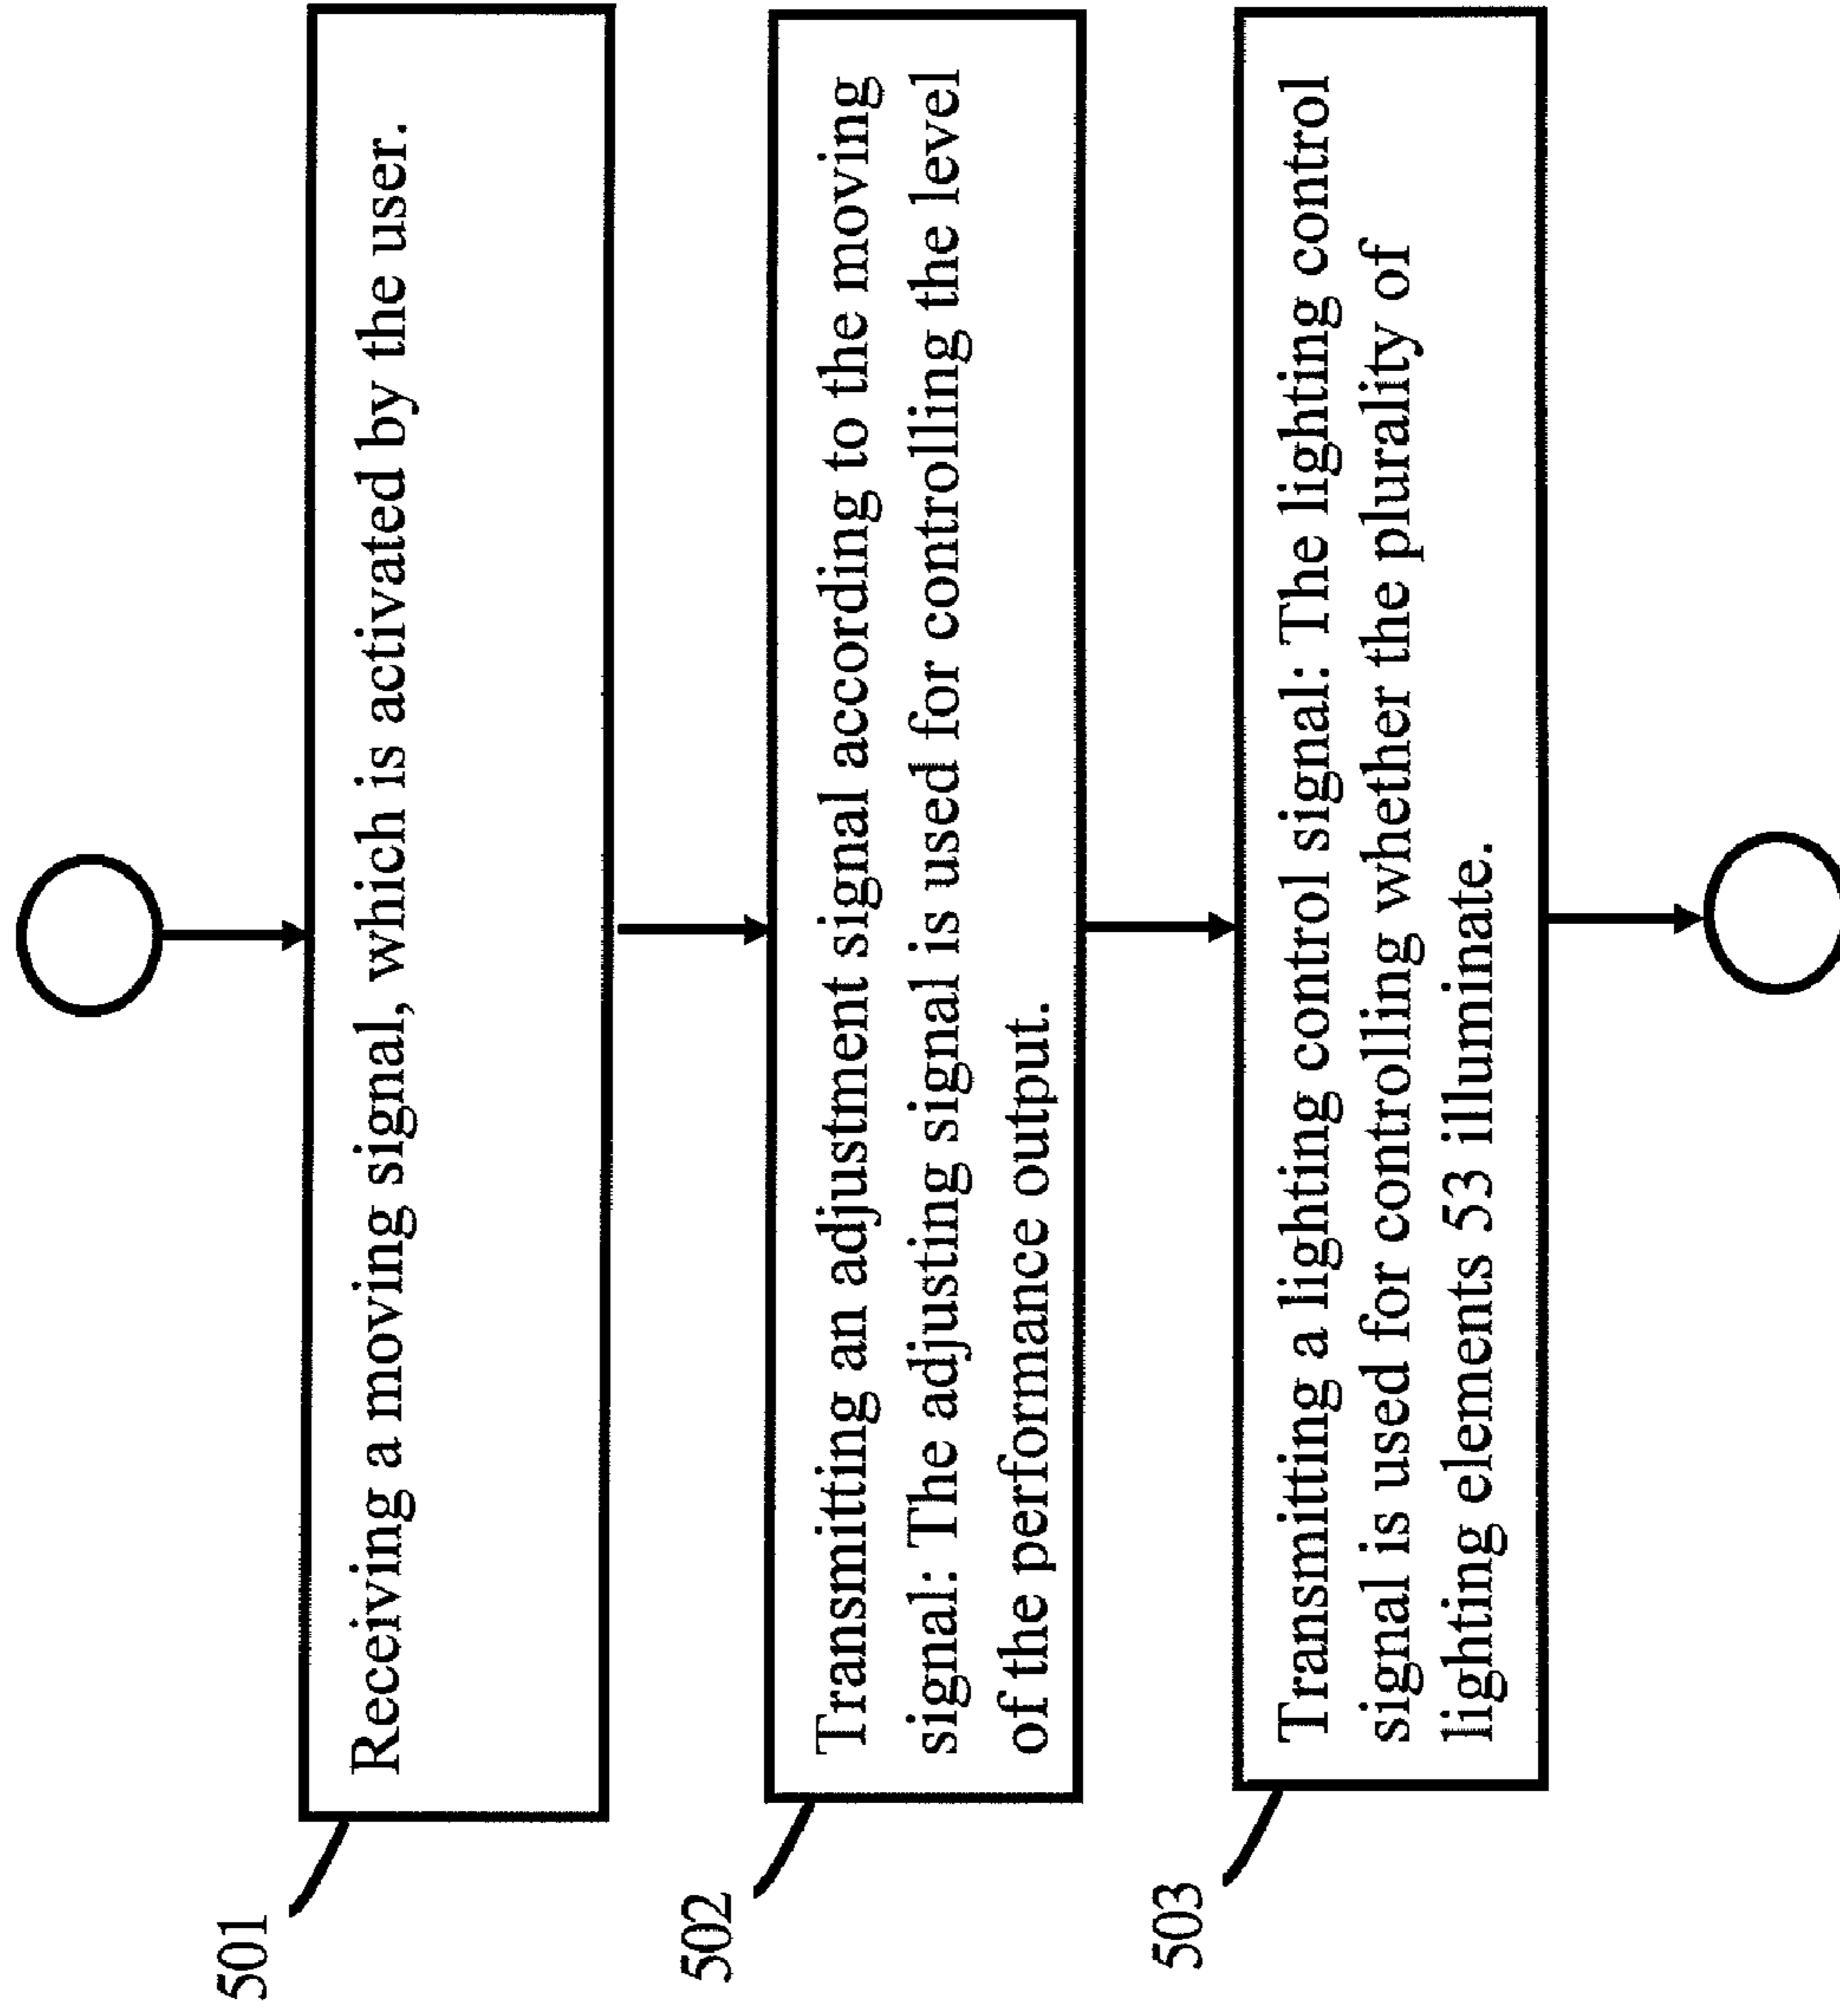 501
Receiving a moving signal, which is activated by the user.
502
Transmitting an adjustment signal according to the moving
signal: The adjusting signal is used for controlling the level
of the performance output.
503
Transmitting a lighting control signal: The lighting control
signal is used for controlling whether the plurality of
lighting elements 53 illuminate.